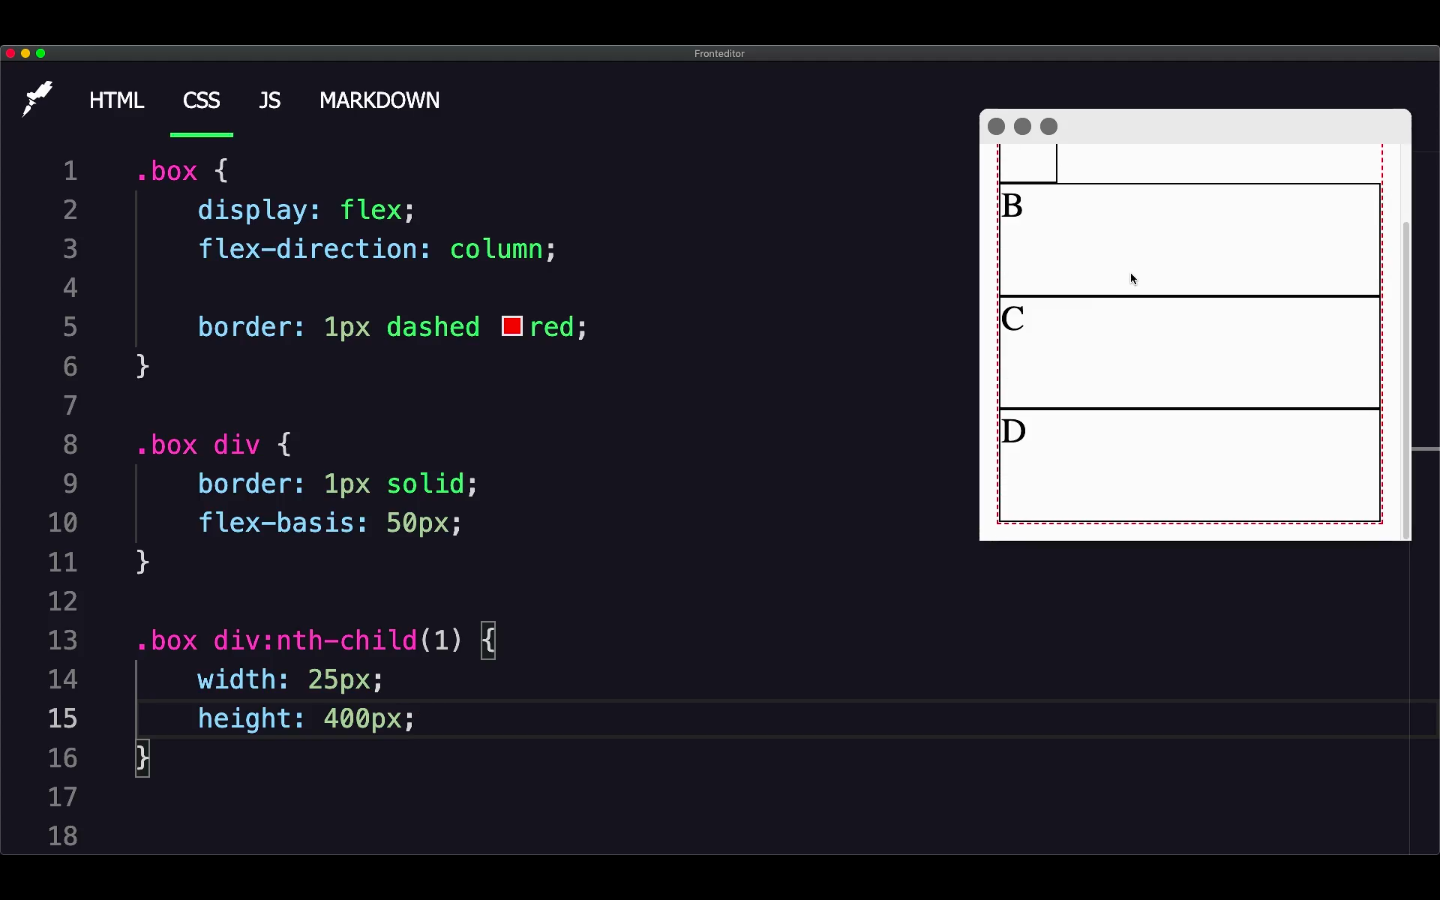 Fronteditor
HTML CSS JS MARKDOWN
1 .box {
2 display: flex;
3 flex-direction: column;
4
5 border: 1px dashed red;
6 }
7
8 .box div {
9 border: 1px solid;
10 flex-basis: 50px;
11 }
12
13 .box div:nth-child(1) {
14 width: 25px;
15 height: 400px;
16 }
17
18
B
C
D